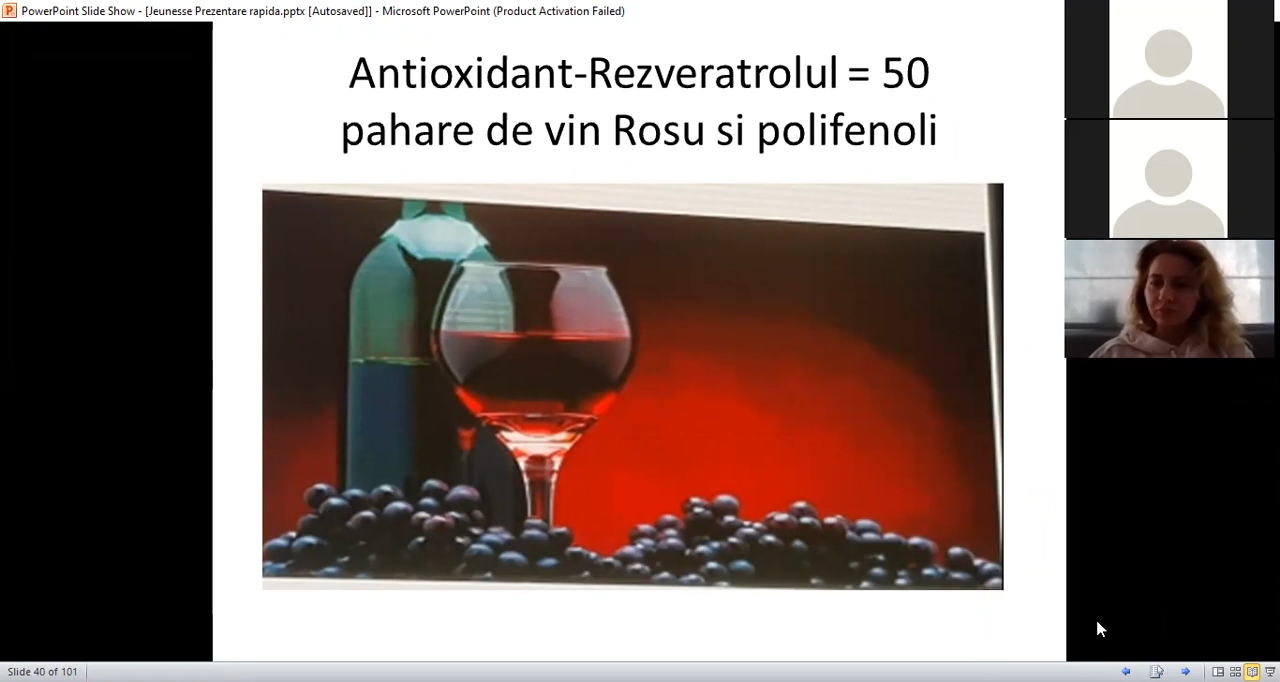 PowerPoint Slide Show - [Jeunesse Prezentare rapida.pptx [Autosaved]] - Microsoft PowerPoint (Product Activation Failed)
Antioxidant-Rezveratrolul = 50
pahare de vin Rosu si polifenoli
Slide 40 of 101